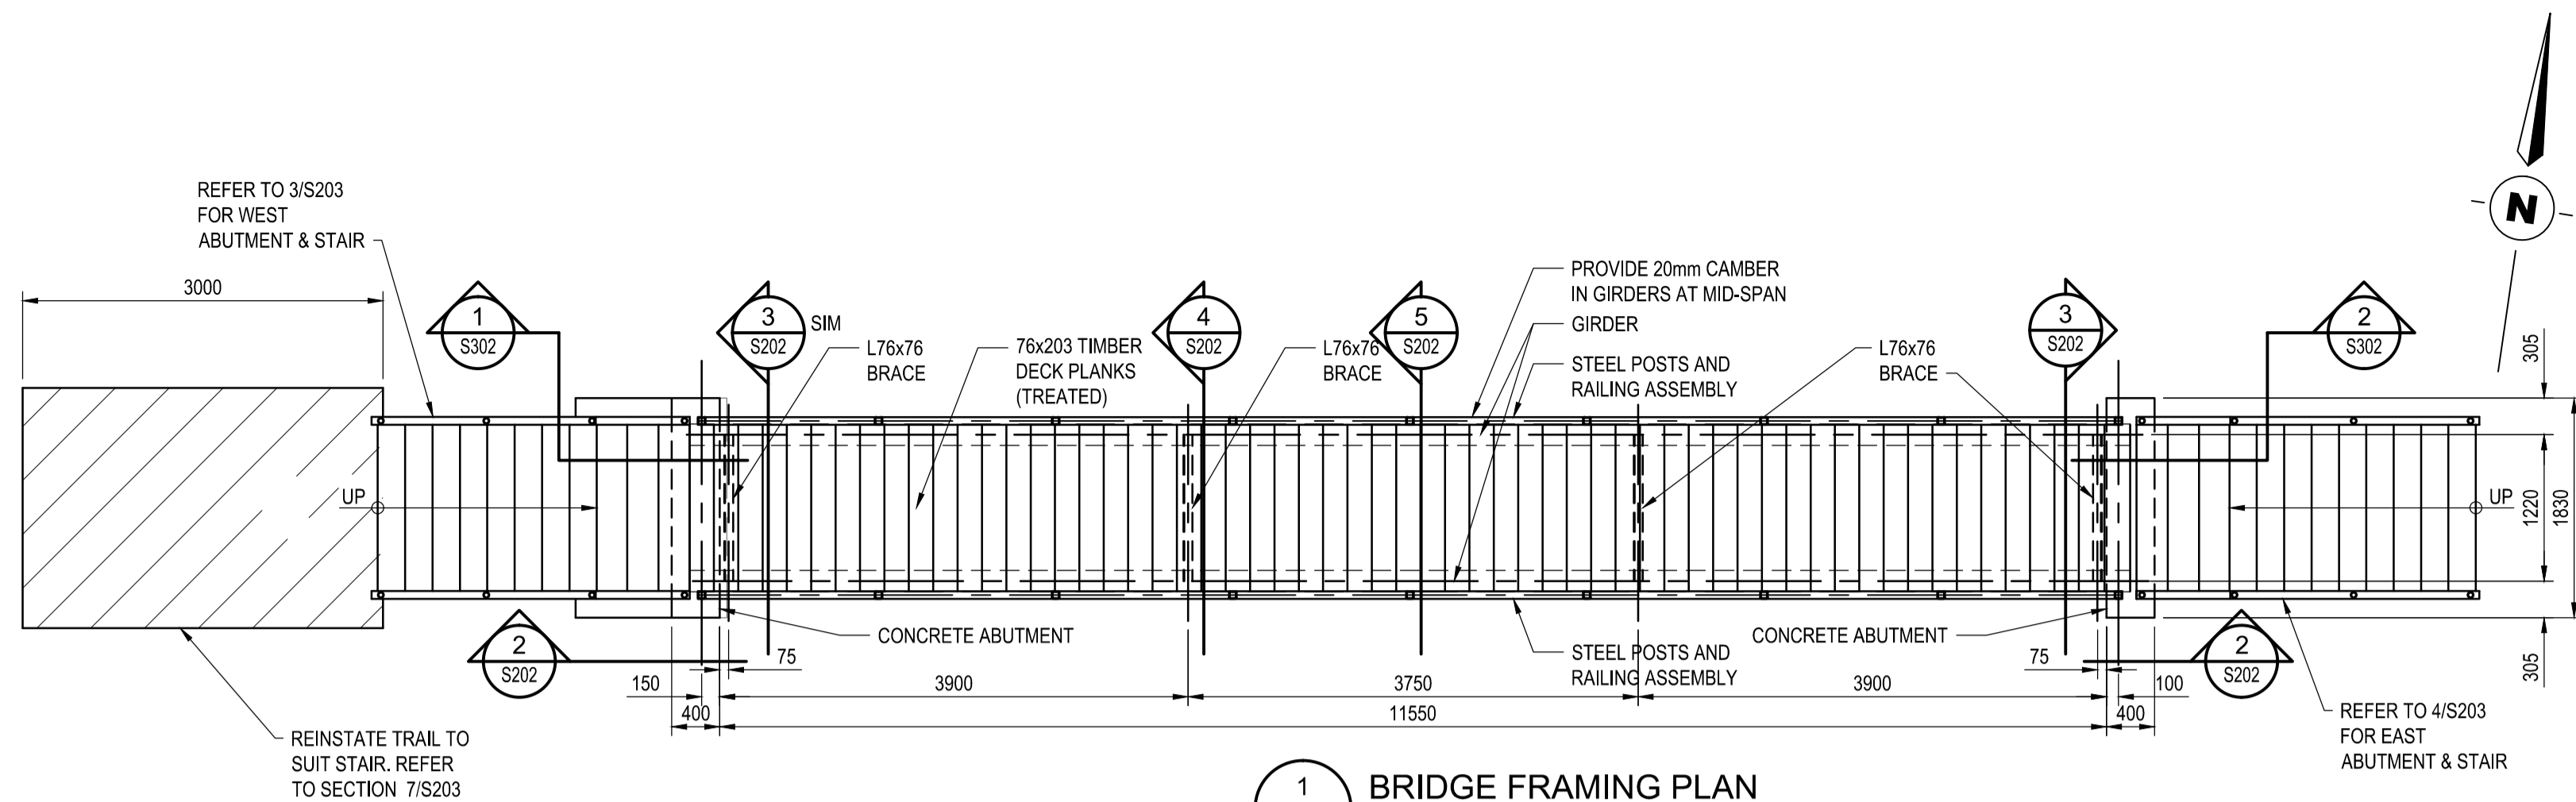 REFER TO 3/S203
FOR WEST
ABUTMENT & STAIR
3000
1
S302
3
S202
SIM
L76x76
BRACE
76x203 TIMBER
DECK PLANKS
(TREATED)
4
S202
L76x76
BRACE
5
S202
PROVIDE 20mm CAMBER
IN GIRDERS AT MID-SPAN
GIRDER
STEEL POSTS AND
RAILING ASSEMBLY
L76x76
BRACE
3
S202
2
S302
N
305
1220
1830
305
UP
UP
CONCRETE ABUTMENT
CONCRETE ABUTMENT
STEEL POSTS AND
RAILING ASSEMBLY
2
S202
75
75
2
S202
150
3900
3750
3900
100
400
11550
400
REINSTATE TRAIL TO
SUIT STAIR. REFER
TO SECTION 7/S203
REFER TO 4/S203
FOR EAST
ABUTMENT & STAIR
1
BRIDGE FRAMING PLAN